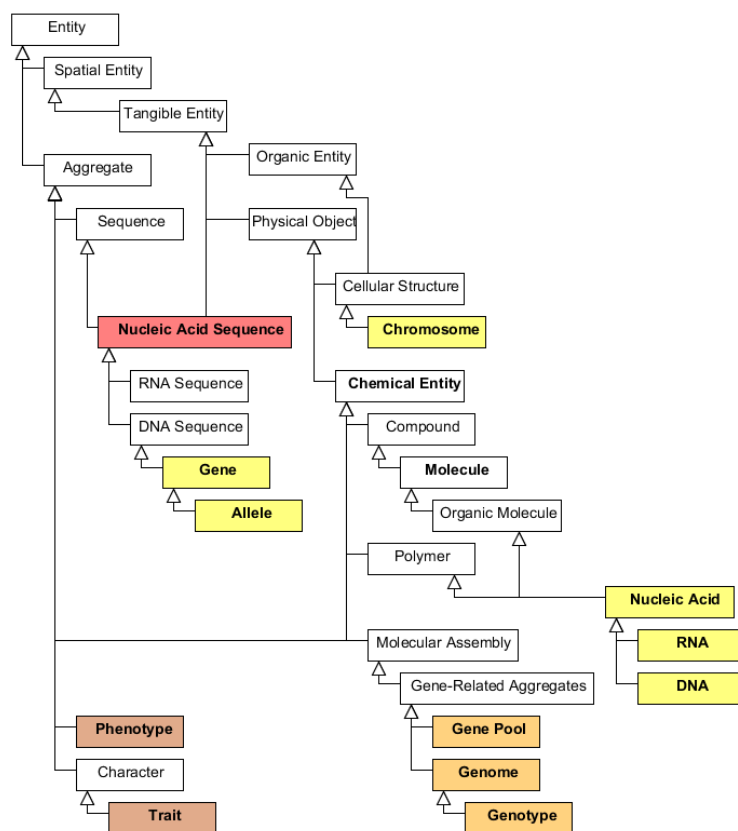 Entity
Spatial Entity
Tangible Entity
Organic Entity
Aggregate
Sequence
Physical Object
Cellular Structure
Nucleic Acid Sequence
Chromosome
RNA Sequence
Chemical Entity
DNA Sequence
Compound
Gene
Molecule
Allele
Organic Molecule
Polymer
Nucleic Acid
Molecular Assembly
RNA
Gene-Related Aggregates
DNA
Phenotype
Gene Pool
Character
Genome
Trait
Genotype